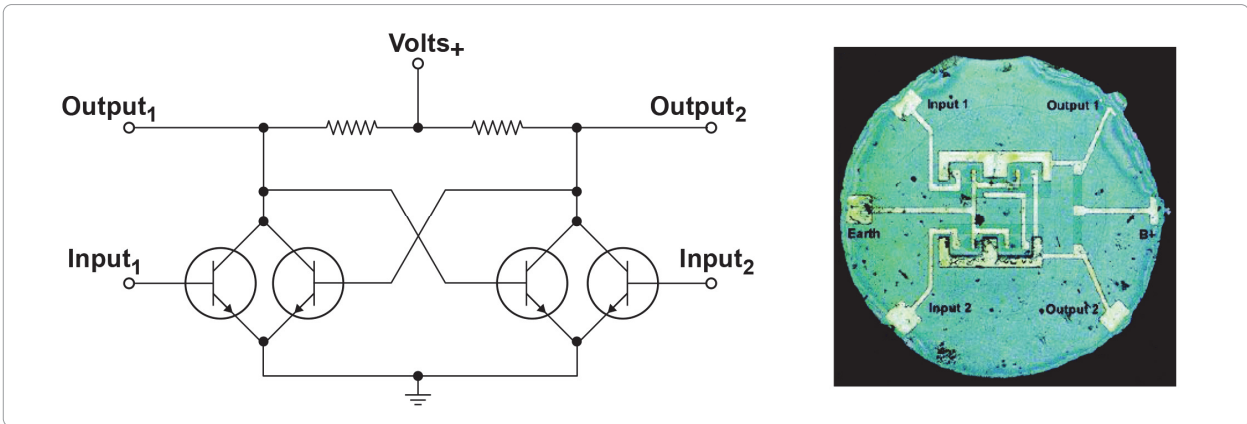 Volts+
Output1
Output2
Input1
Input2
Input 1
Output 1
Earth
B+
Input 2
Output 2